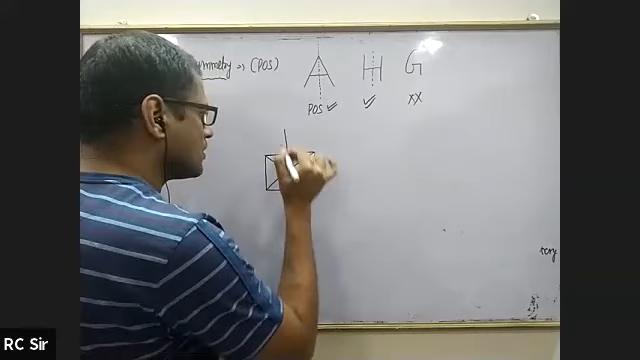 ymmetry => (POS) A H G
POS ✓ ✓ XX
RC Sir